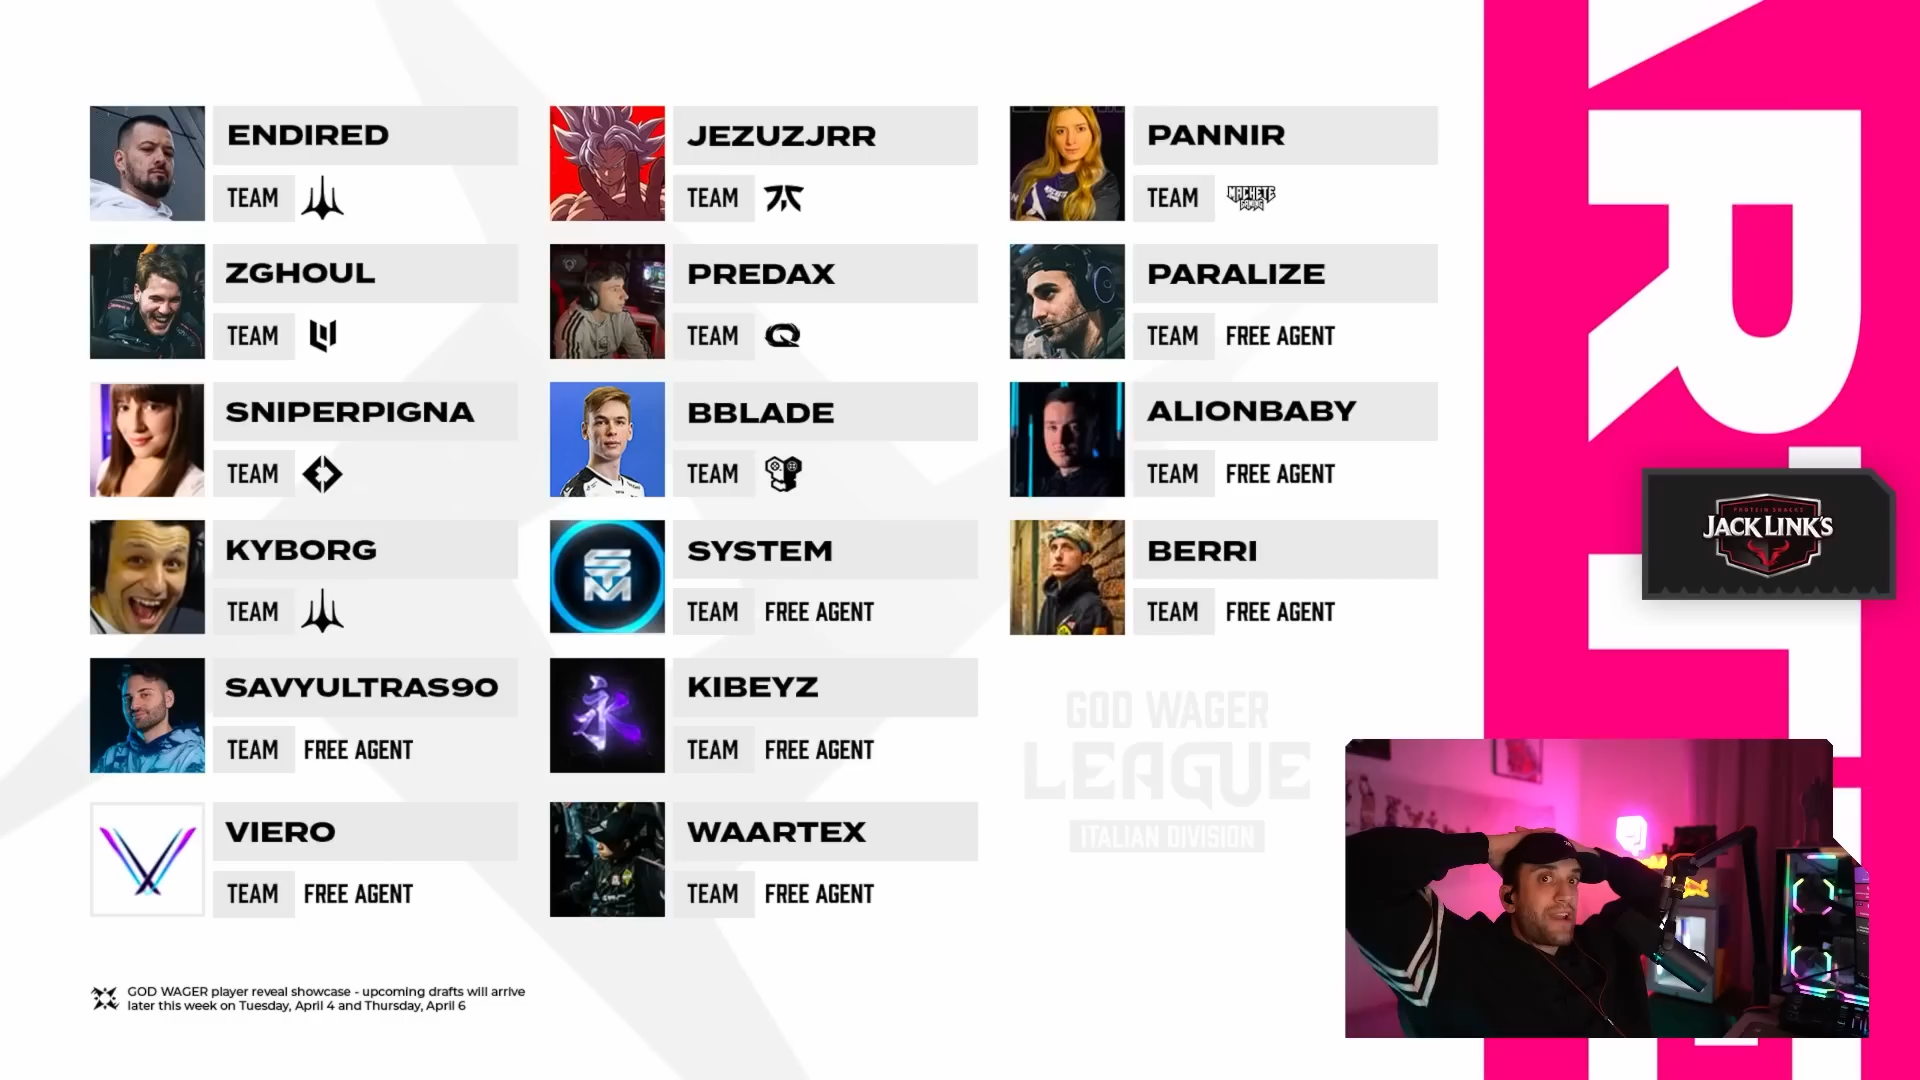 ENDIRED
TEAM
ZGHOUL
TEAM
SNIPERPIGNA
TEAM
KYBORG
TEAM
SAVYULTRAS90
TEAM FREE AGENT
VIERO
TEAM FREE AGENT
JEZUZJRR
TEAM
PREDAX
TEAM
BBLADE
TEAM
SYSTEM
TEAM FREE AGENT
KIBEYZ
TEAM FREE AGENT
WAARTEX
TEAM FREE AGENT
PANNIR
TEAM MACHETE GAMING
PARALIZE
TEAM FREE AGENT
ALIONBABY
TEAM FREE AGENT
BERRI
TEAM FREE AGENT
GOD WAGER
LEAGUE
ITALIAN DIVISION
GOD WAGER player reveal showcase - upcoming drafts will arrive
later this week on Tuesday, April 4 and Thursday, April 6
PROTEIN SNACKS
JACK LINK'S